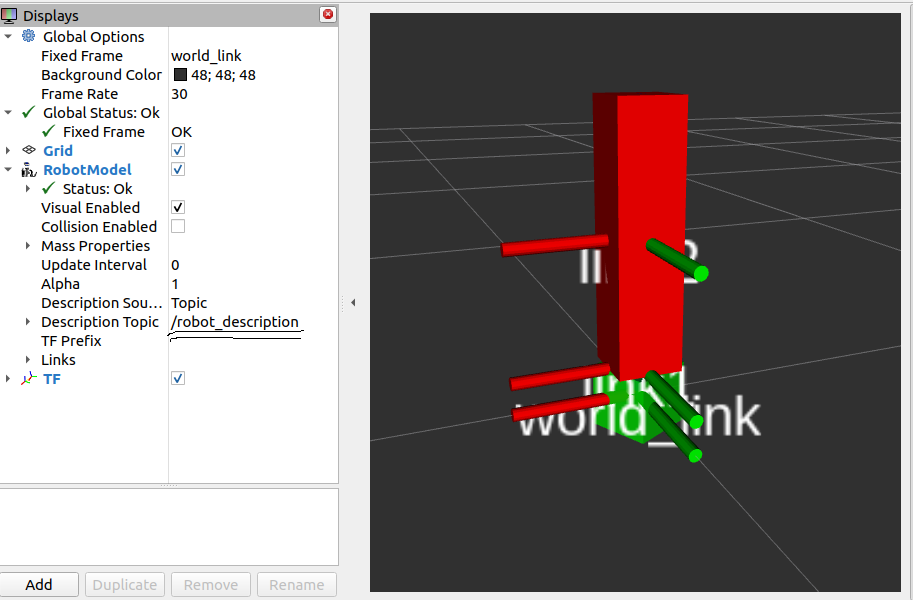 Displays
Global Options
Fixed Frame world_link
Background Color 48; 48; 48
Frame Rate 30
Global Status: Ok
Fixed Frame OK
Grid
RobotModel
Status: Ok
Visual Enabled
Collision Enabled
Mass Properties
Update Interval 0
Alpha 1
Description Sou... Topic
Description Topic /robot_description
TF Prefix
Links
TF
Add Duplicate Remove Rename
world_link